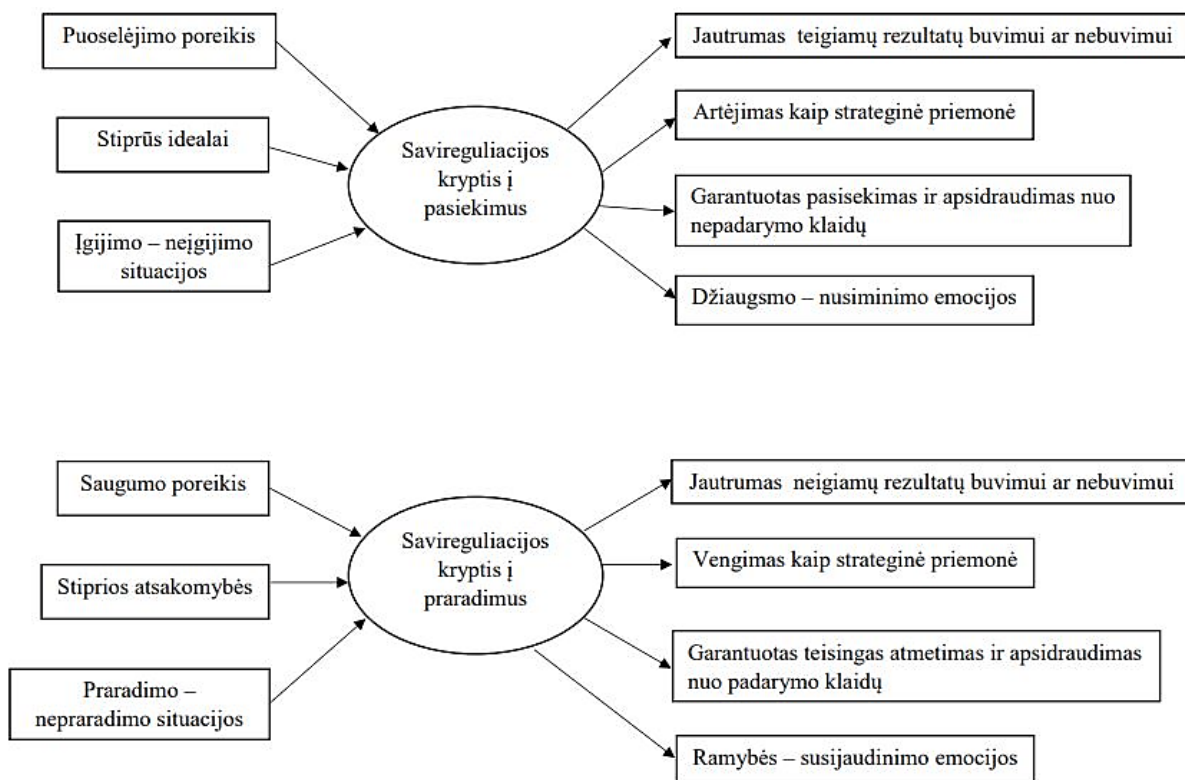 Puoselėjimo poreikis
Stiprūs idealai
Įgijimo – neįgijimo
situacijos
Savireguliacijos
kryptis į
pasiekimus
Jautrumas teigiamų rezultatų buvimui ar nebuvimui
Artėjimas kaip strateginė priemonė
Garantuotas pasisekimas ir apsidraudimas nuo
nepadarymo klaidų
Džiaugsmo – nusiminimo emocijos
Saugumo poreikis
Stiprios atsakomybės
Praradimo –
nepraradimo situacijos
Savireguliacijos
kryptis į
praradimus
Jautrumas neigiamų rezultatų buvimui ar nebuvimui
Vengimas kaip strateginė priemonė
Garantuotas teisingas atmetimas ir apsidraudimas
nuo padarymo klaidų
Ramybės – susijaudinimo emocijos